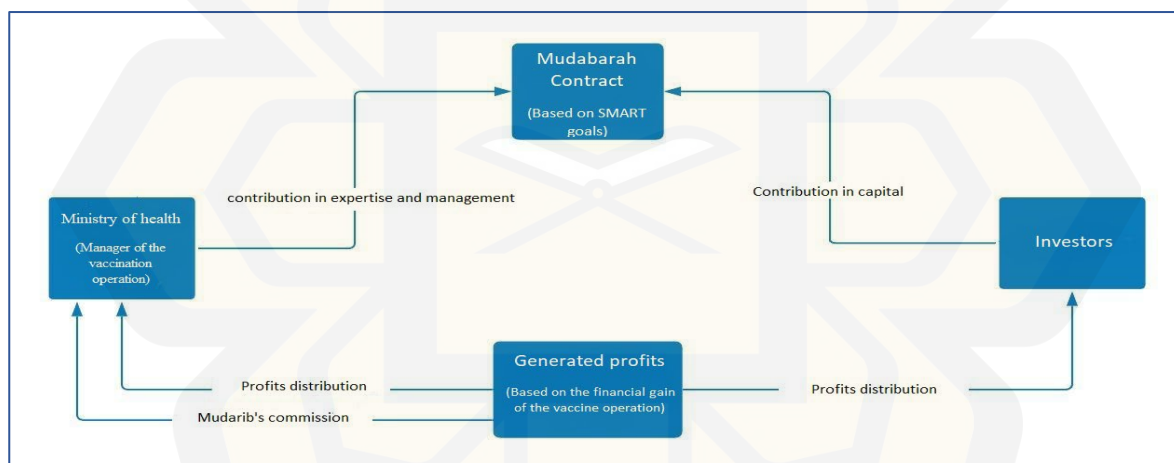 Mudabarah
Contract
(Based on SMART
goals)
contribution in expertise and management
Contribution in capital
Ministry of health
(Manager of the
vaccination
operation)
Investors
Generated profits
(Based on the financial gain
of the vaccine operation)
Profits distribution
Profits distribution
Mudarib's commission